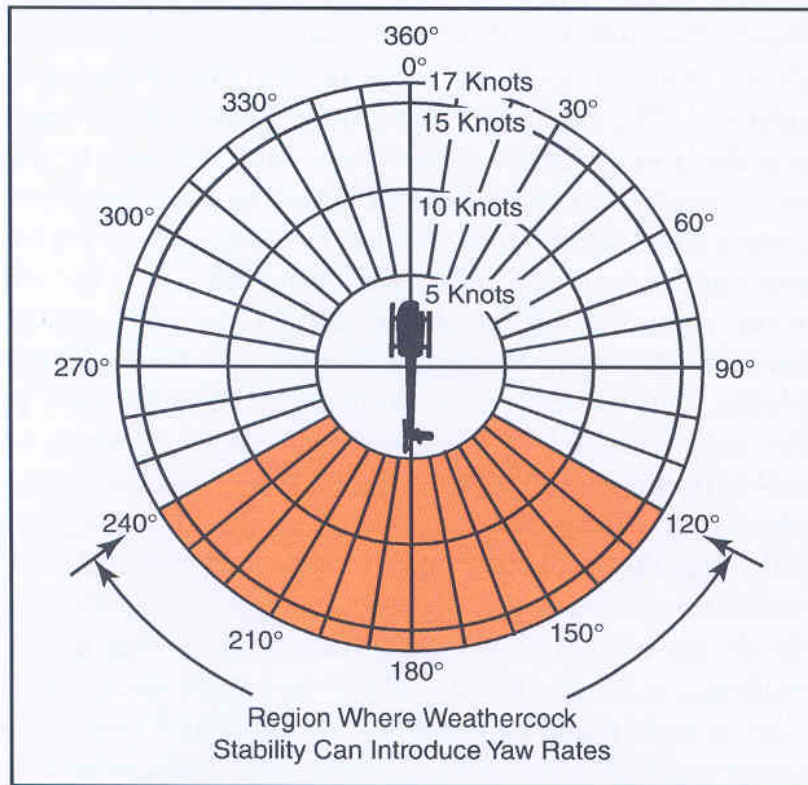 360°
0°
17 Knots
330°
30°
15 Knots
300°
10 Knots
60°
5 Knots
270°
90°
240°
120°
210°
150°
180°
Region Where Weathercock
Stability Can Introduce Yaw Rates